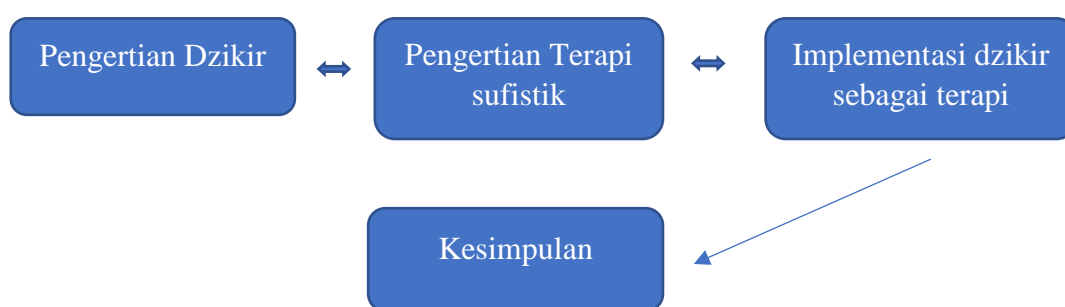 Pengertian Dzikir
Pengertian Terapi
sufistik
Implementasi dzikir
sebagai terapi
Kesimpulan